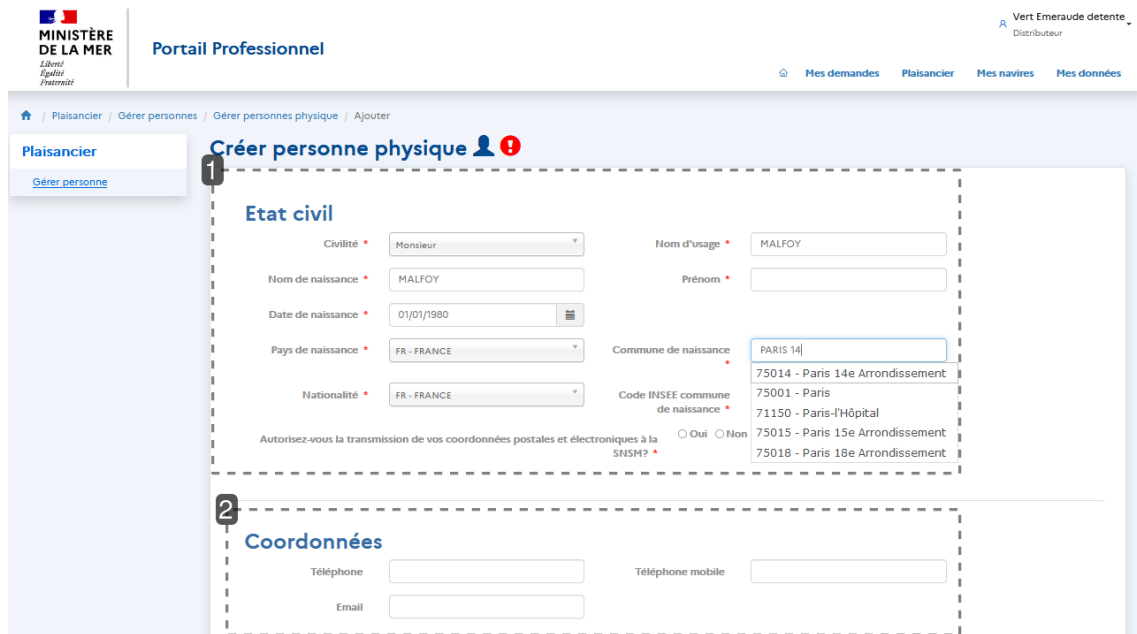 MINISTÈRE
DE LA MER
Liberté
Égalité
Fraternité
Portail Professionnel
Vert Emeraude detente
Distributeur
Mes demandes Plaisancier Mes navires Mes données
/ Plaisancier / Gérer personnes / Gérer personnes physique / Ajouter
Plaisancier
Gérer personne
Créer personne physique
1
Etat civil
Civilité * Monsieur Nom d'usage * MALFOY
Nom de naissance * MALFOY Prénom *
Date de naissance * 01/01/1980
Pays de naissance * FR - FRANCE Commune de naissance * PARIS 14
75014 - Paris 14e Arrondissement
75001 - Paris
71150 - Paris-l'Hôpital
75015 - Paris 15e Arrondissement
75018 - Paris 18e Arrondissement
Nationalité * FR - FRANCE Code INSEE commune
de naissance *
Autorisez-vous la transmission de vos coordonnées postales et électroniques à la
SNSM? * Oui Non
2
Coordonnées
Téléphone Téléphone mobile
Email